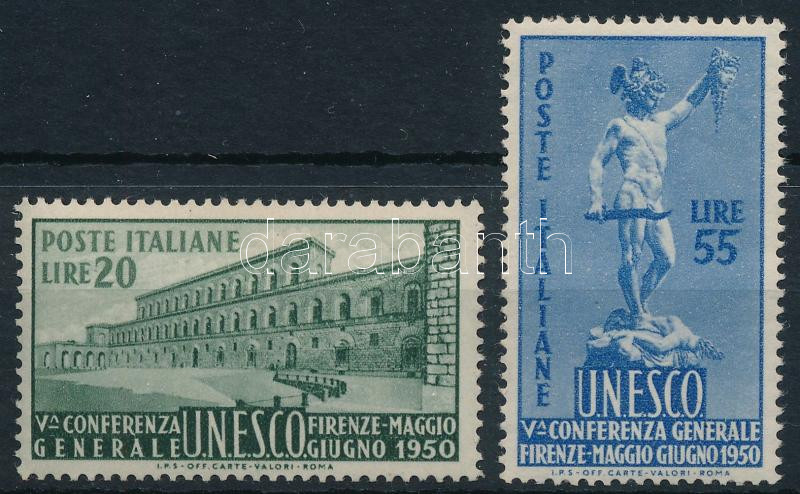 POSTE ITALIANE
LIRE 20
Vᴬ CONFERENZA
GENERALE
U.N.E.S.C.O.
FIRENZE-MAGGIO
GIUGNO 1950
I.P.S - OFF. CARTE - VALORI - ROMA
POSTE ITALIANE
LIRE
55
U.N.E.S.C.O.
Vᴬ CONFERENZA GENERALE
FIRENZE-MAGGIO GIUGNO 1950
I.P.S - OFF. CARTE - VALORI - ROMA
darabanth.com